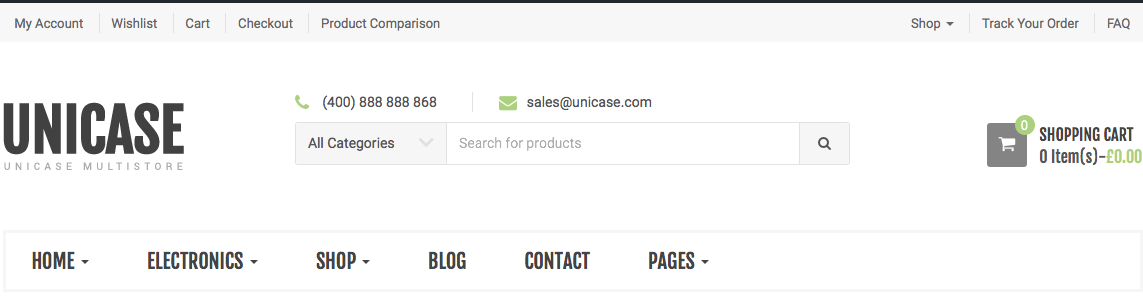 My Account Wishlist Cart Checkout Product Comparison Shop Track Your Order FAQ
(400) 888 888 868 sales@unicase.com
UNICASE
UNICASE MULTISTORE
All Categories Search for products
0
SHOPPING CART
0 Item(s)-£0.00
HOME ELECTRONICS SHOP BLOG CONTACT PAGES